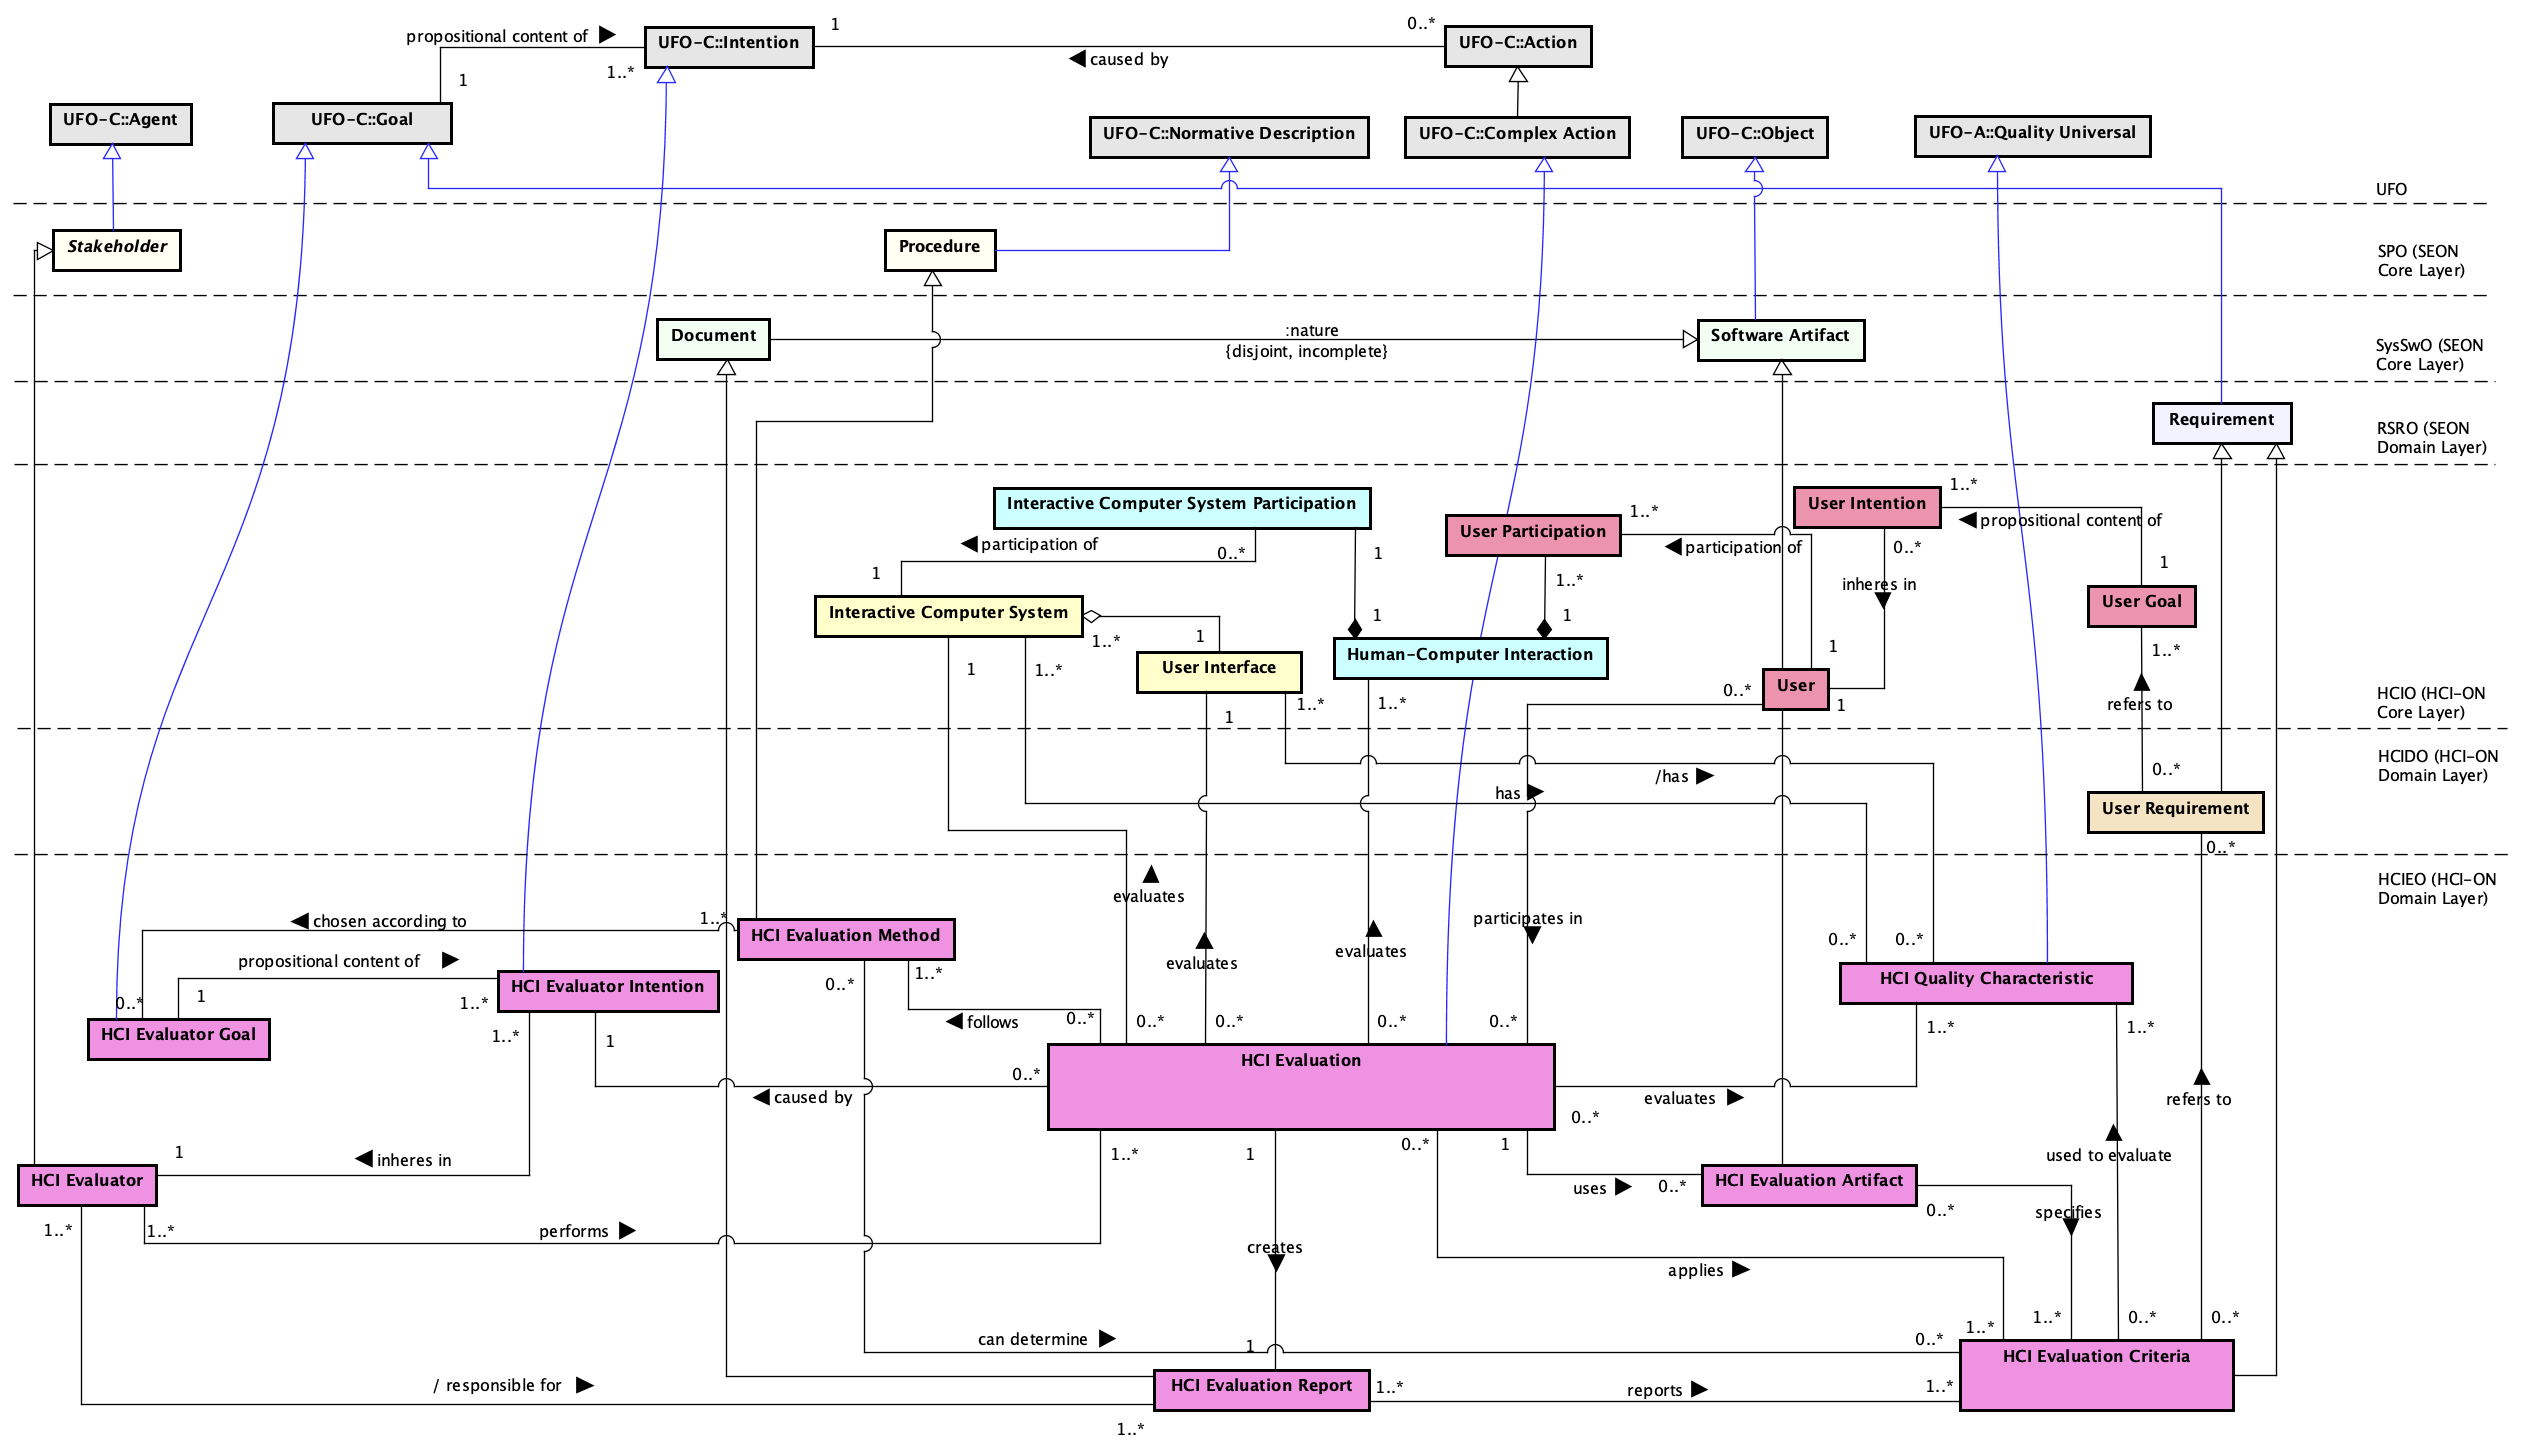 propositional content of
UFO-C::Intention
1
0..*
UFO-C::Action
1..*
caused by
1
UFO-C::Agent
UFO-C::Goal
UFO-C::Normative Description
UFO-C::Complex Action
UFO-C::Object
UFO-A::Quality Universal
UFO
Stakeholder
Procedure
SPO (SEON
Core Layer)
Document
:nature
{disjoint, incomplete}
Software Artifact
SysSwO (SEON
Core Layer)
Requirement
RSRO (SEON
Domain Layer)
Interactive Computer System Participation
User Participation
1..*
User Intention
1..*
propositional content of
participation of
0..*
1
participation of
0..*
1
1
1..*
inheres in
Interactive Computer System
1..*
1
1
1
User Goal
User Interface
Human-Computer Interaction
1
1..*
1
1..*
User
0..*
1
1..*
1..*
1
refers to
HCIO (HCI-ON
Core Layer)
HCIDO (HCI-ON
Domain Layer)
/has
has
0..*
User Requirement
0..*
HCIEO (HCI-ON
Domain Layer)
evaluates
chosen according to
1..*
HCI Evaluation Method
participates in
evaluates
evaluates
0..*
0..*
propositional content of
1
0..*
HCI Evaluator Intention
1..*
0..*
1..*
HCI Quality Characteristic
HCI Evaluator Goal
1..*
1
follows
0..*
0..*
0..*
0..*
0..*
1..*
1..*
HCI Evaluation
0..*
caused by
evaluates
0..*
refers to
1
inheres in
1..*
1
0..*
1
used to evaluate
HCI Evaluator
uses
0..*
HCI Evaluation Artifact
0..*
specifies
1..*
1..*
performs
creates
applies
can determine
1
0..*
1..*
1..*
0..*
0..*
HCI Evaluation Criteria
/ responsible for
HCI Evaluation Report
1..*
reports
1..*
1..*